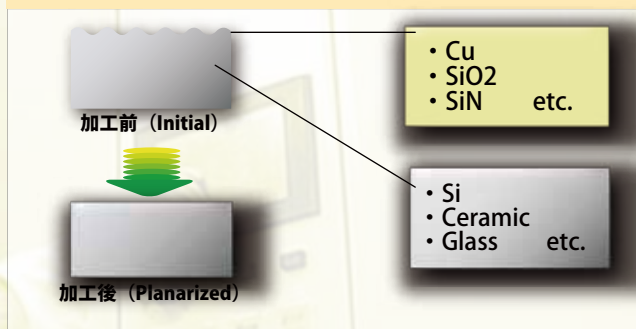 ・Cu
・SiO2
・SiN etc.
加工前（Initial）
・Si
・Ceramic
・Glass etc.
加工後（Planarized）